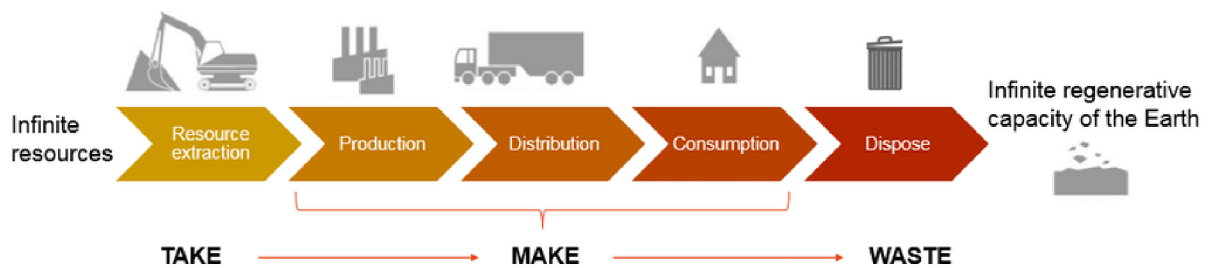 Infinite
resources
Resource
extraction
Production
Distribution
Consumption
Dispose
Infinite regenerative
capacity of the Earth
TAKE
MAKE
WASTE